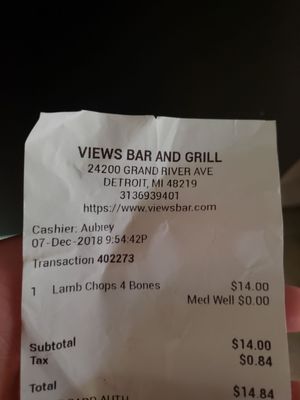 VIEWS BAR AND GRILL
24200 GRAND RIVER AVE
DETROIT, MI 48219
3136939401
https://www.viewsbar.com
Cashier: Aubrey
07-Dec-2018 9:54:42P
Transaction 402273
1 Lamb Chops 4 Bones $14.00
Med Well $0.00
Subtotal $14.00
Tax $0.84
Total $14.84
CARD AUTH